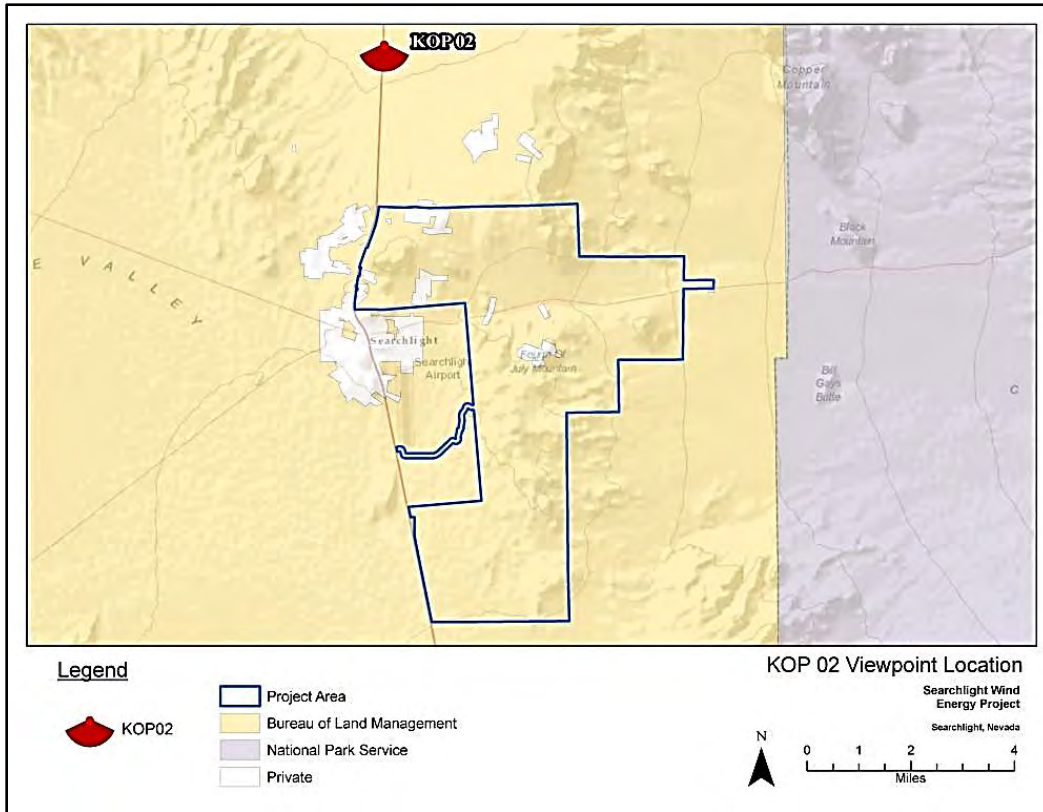 KOP 02
Copper
Mountain
Black
Mountain
E VALLEY
Searchlight
Searchlight
Airport
Fourth Of
July Mountain
Bill
Gays
Butte
C
Legend
KOP02
Project Area
Bureau of Land Management
National Park Service
Private
KOP 02 Viewpoint Location
Searchlight Wind
Energy Project
Searchlight, Nevada
N
0 1 2 4
Miles